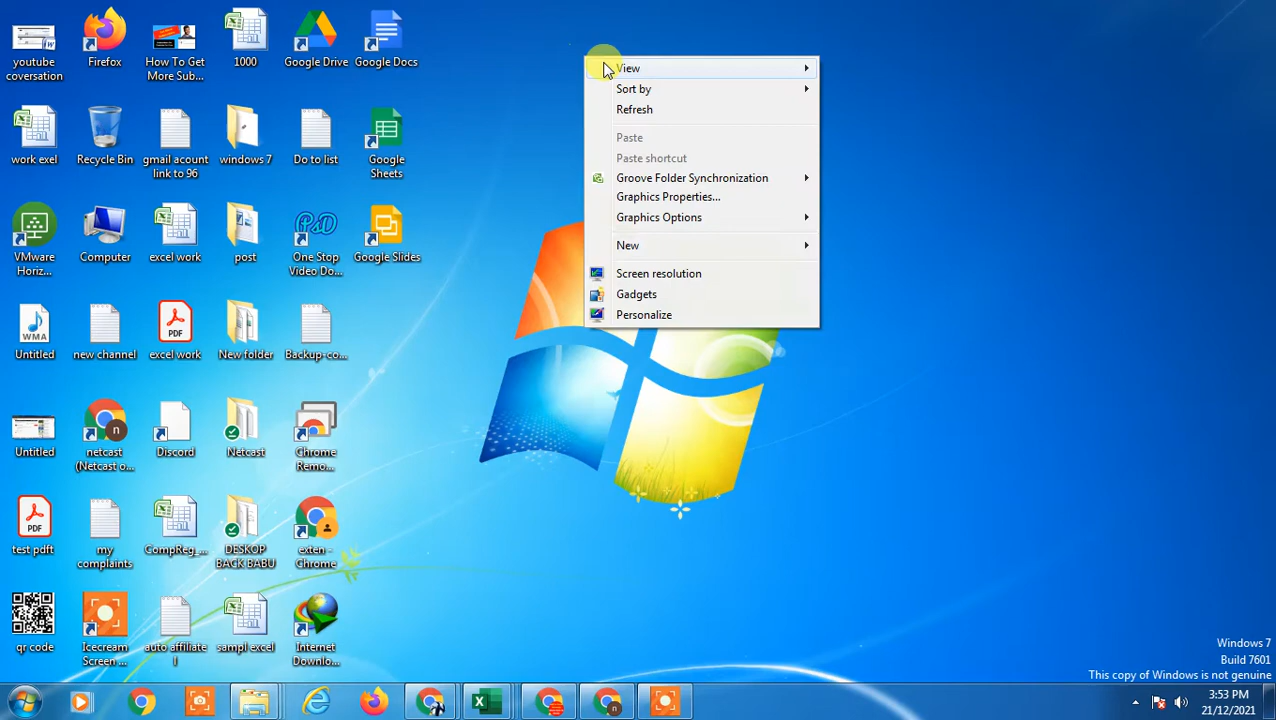 youtube
coversation
Firefox
How To Get
More Sub...
1000
Google Drive
Google Docs
work exel
Recycle Bin
gmail acount
link to 96
windows 7
Do to list
Google
Sheets
VMware
Horiz...
Computer
excel work
post
One Stop
Video Do...
Google Slides
Untitled
new channel
PDF
excel work
New folder
Backup-co...
Untitled
netcast
(Netcast o...
Discord
Netcast
Chrome
Remo...
PDF
test pdft
my
complaints
CompReg_...
DESKOP
BACK BABU
exten -
Chrome
qr code
Icecream
Screen ...
auto affiliate
l
sampl excel
Internet
Downlo...
View
Sort by
Refresh
Paste
Paste shortcut
Groove Folder Synchronization
Graphics Properties...
Graphics Options
New
Screen resolution
Gadgets
Personalize
Windows 7
Build 7601
This copy of Windows is not genuine
3:53 PM
21/12/2021